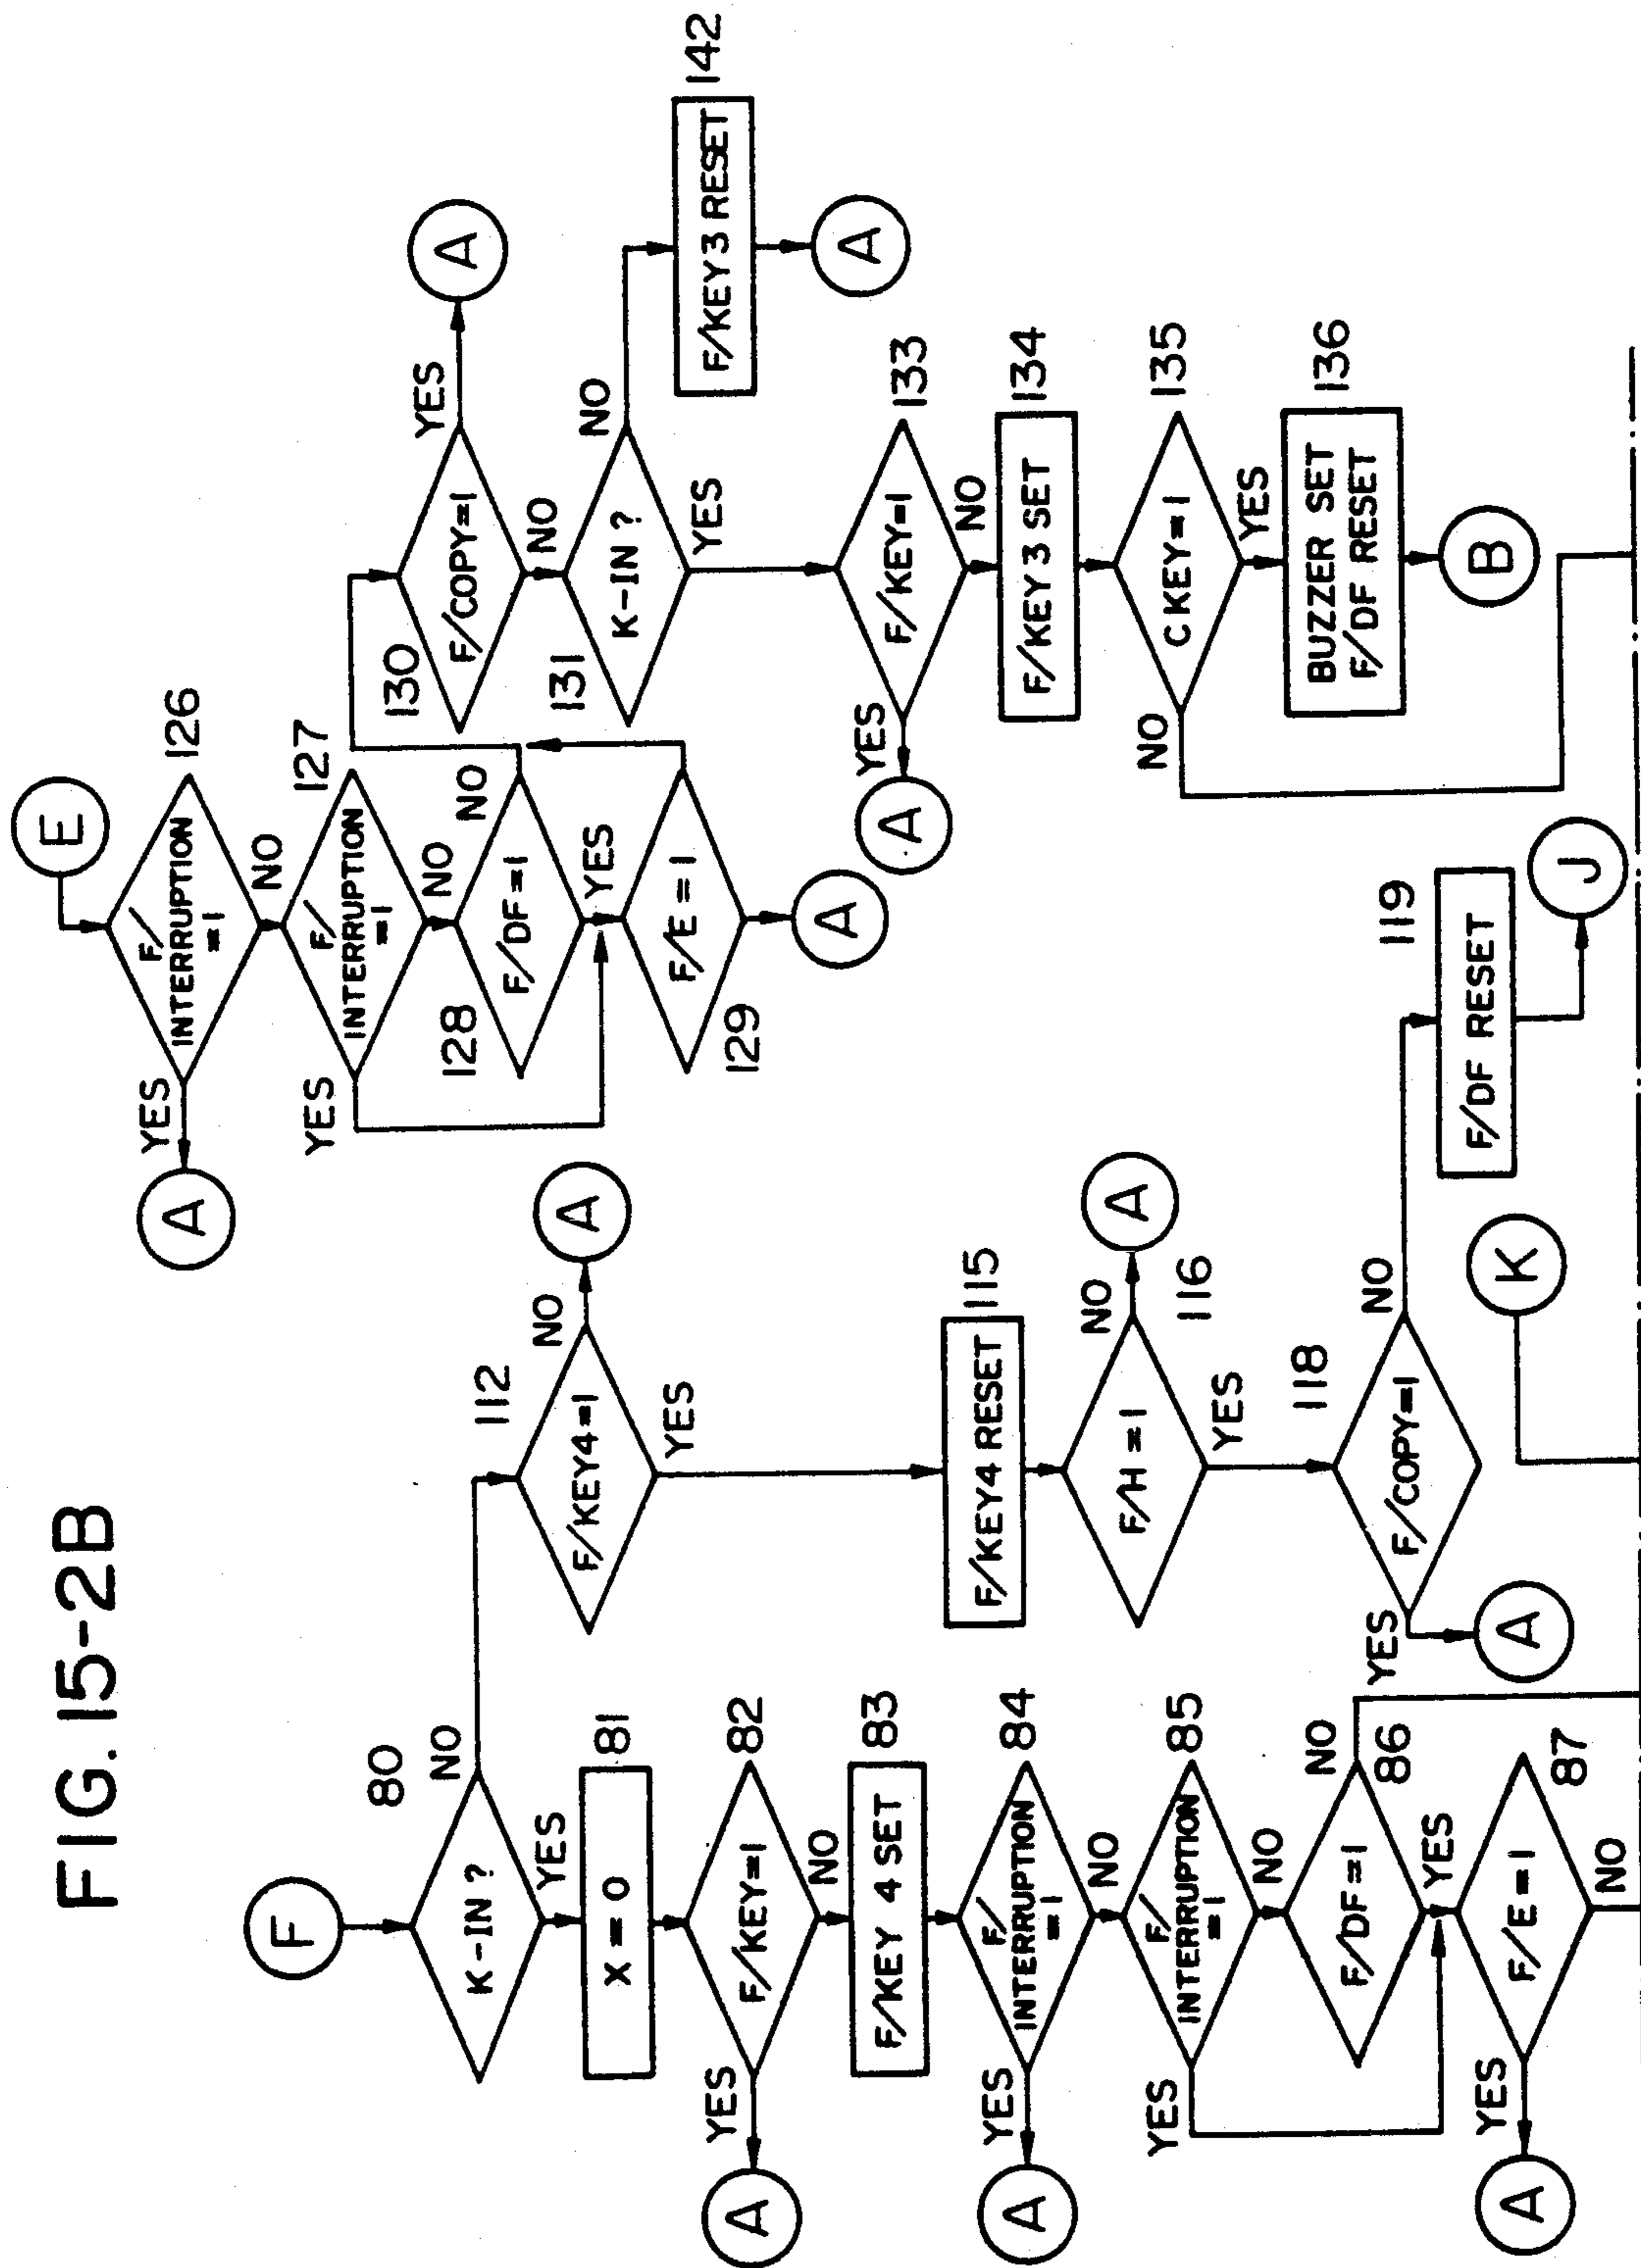 FIG. 15-2B
F
K-IN ?
80
NO
YES
X = 0
81
F/KEY=1
82
YES
A
NO
F/KEY 4 SET
83
F/
INTERRUPTION
=1
84
YES
A
NO
F/
INTERRUPTION
=1
85
YES
NO
F/DF=1
86
NO
YES
F/E=1
87
YES
A
NO
F/KEY4=1
112
NO
A
YES
F/KEY4 RESET
115
F/H=1
116
NO
A
YES
F/COPY=1
118
YES
A
NO
F/DF RESET
119
J
K
E
F/
INTERRUPTION
=1
126
YES
A
NO
F/
INTERRUPTION
=1
127
YES
NO
F/DF=1
128
NO
YES
F/E=1
129
A
F/COPY=1
130
YES
A
NO
K-IN ?
131
NO
F/KEY3 RESET
142
A
YES
F/KEY=1
133
YES
A
NO
F/KEY3 SET
134
CKEY=1
135
NO
YES
BUZZER SET
F/DF RESET
136
B